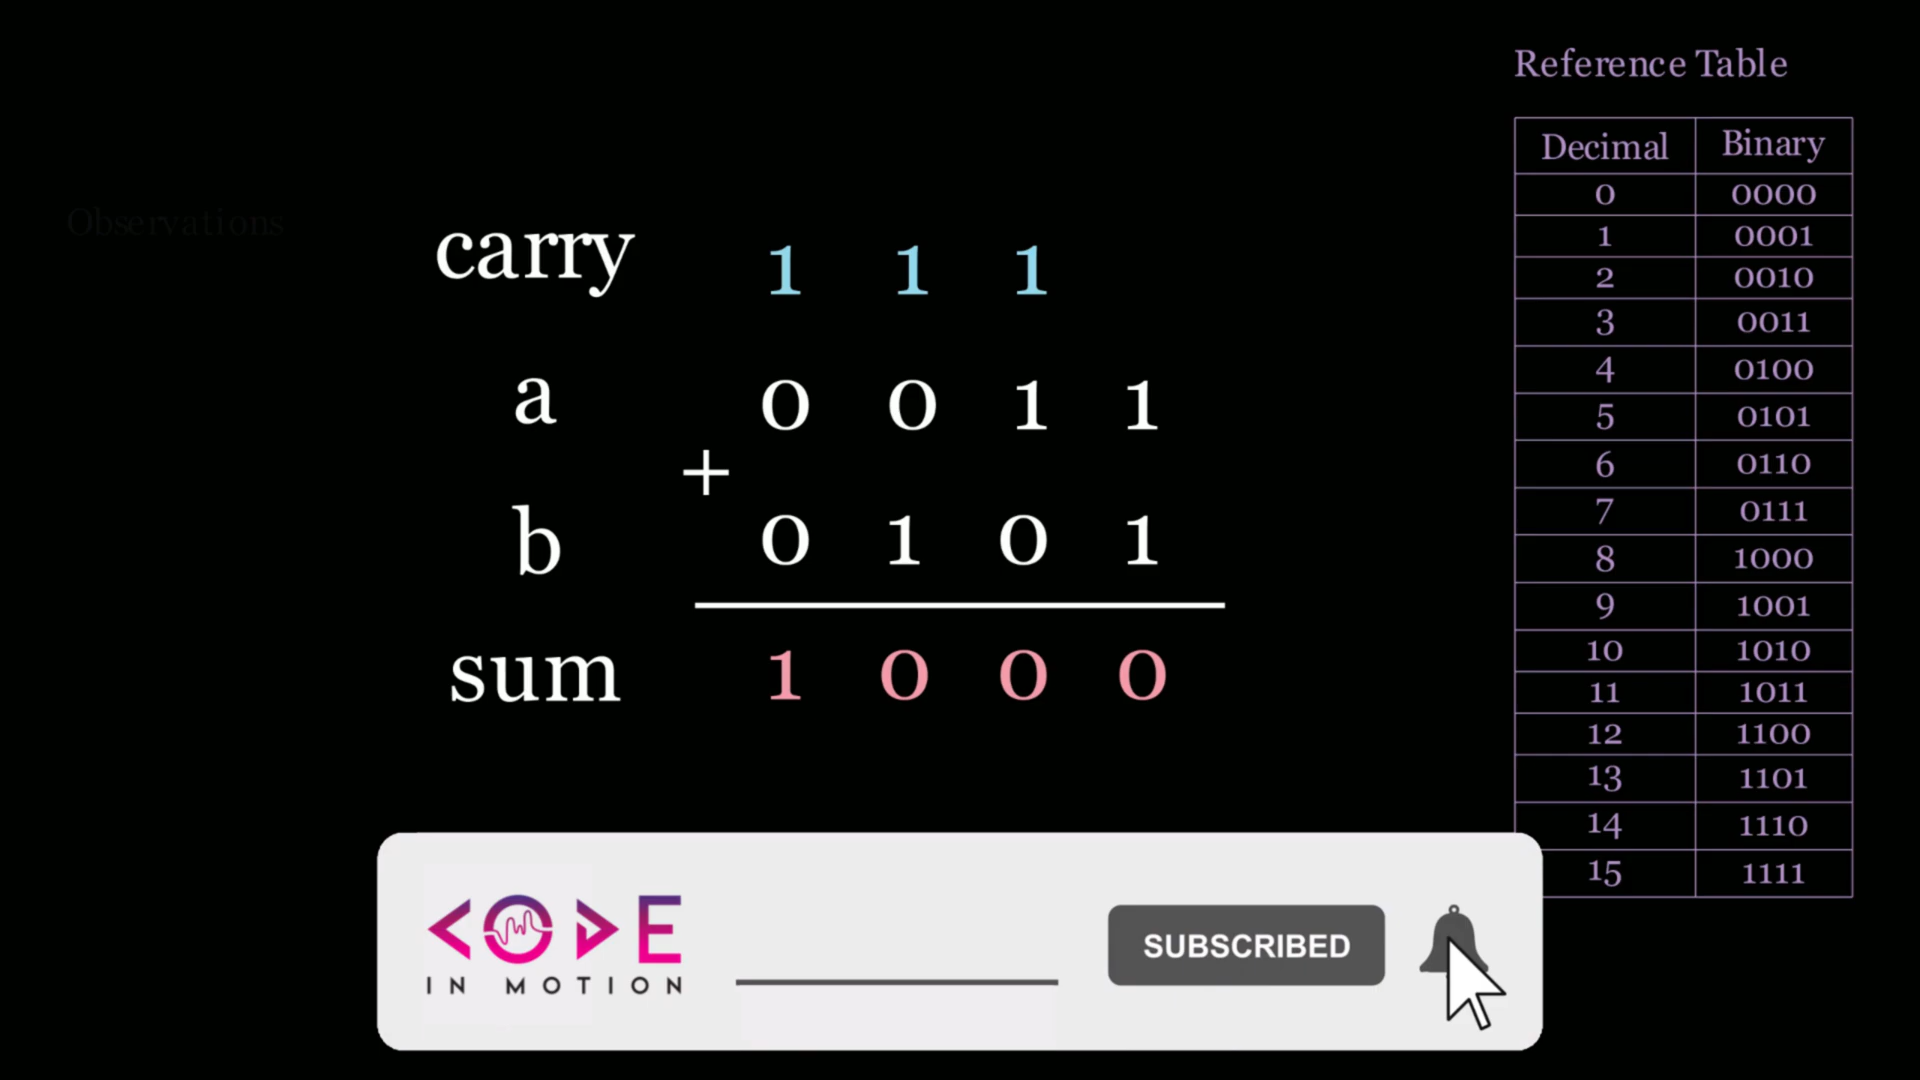 Reference Table
Decimal Binary
0 0000
1 0001
2 0010
3 0011
4 0100
5 0101
6 0110
7 0111
8 1000
9 1001
10 1010
11 1011
12 1100
13 1101
14 1110
15 1111
Observations
carry 1 1 1
a 0 0 1 1
+
b 0 1 0 1
sum 1 0 0 0
CODE
IN MOTION
SUBSCRIBED